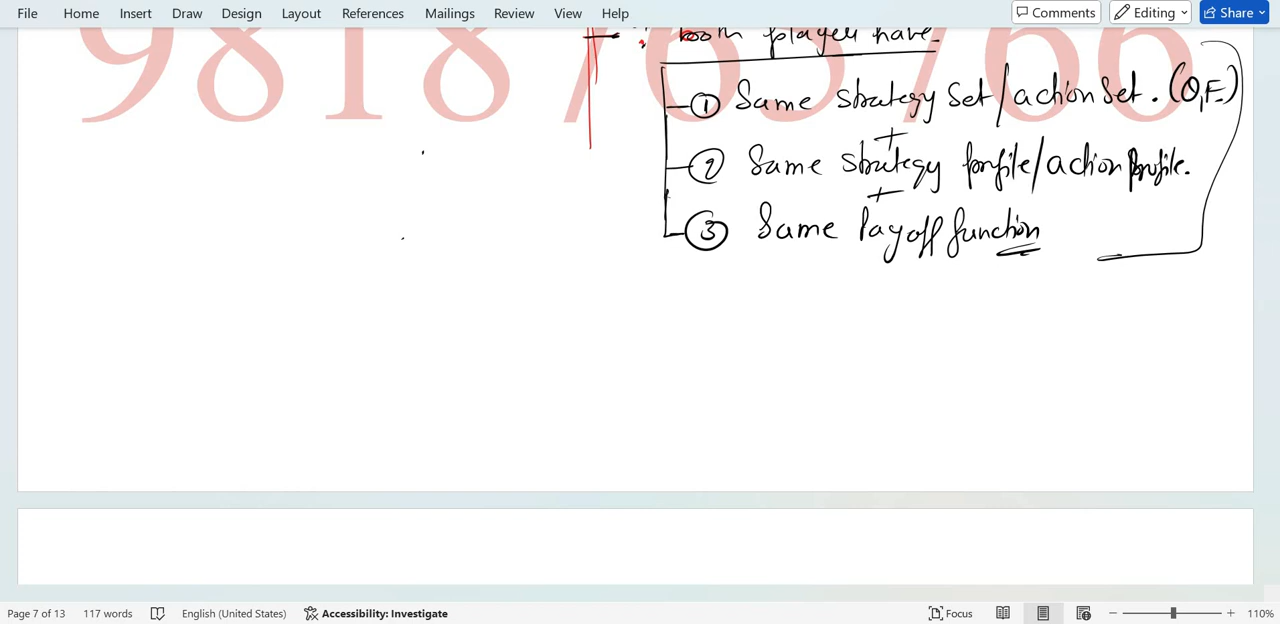 File Home Insert Draw Design Layout References Mailings Review View Help Comments Editing Share
both player have
① Same strategy set/action set. (O,F)
+
② Same strategy profile/action profile.
+
③ Same Payoff function
Page 7 of 13 117 words English (United States) Accessibility: Investigate Focus 110%